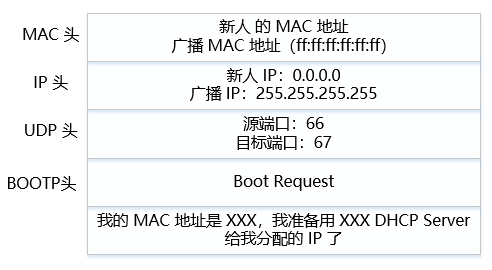 MAC 头
新人 的 MAC 地址
广播 MAC 地址（ff:ff:ff:ff:ff:ff）
IP 头
新人 IP：0.0.0.0
广播 IP：255.255.255.255
UDP 头
源端口：66
目标端口：67
BOOTP头
Boot Request
我的 MAC 地址是 XXX，我准备用 XXX DHCP Server
给我分配的 IP 了